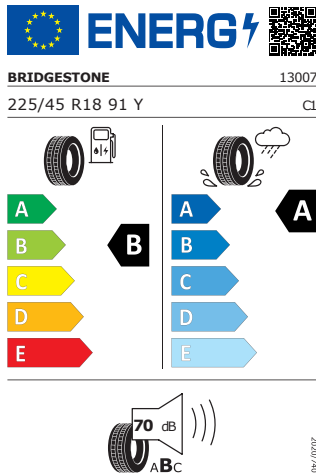 ENERG
BRIDGESTONE 13007
225/45 R18 91 Y C1
A A A
B B B
C C
D D
E E
70 dB
ABC
2020/740